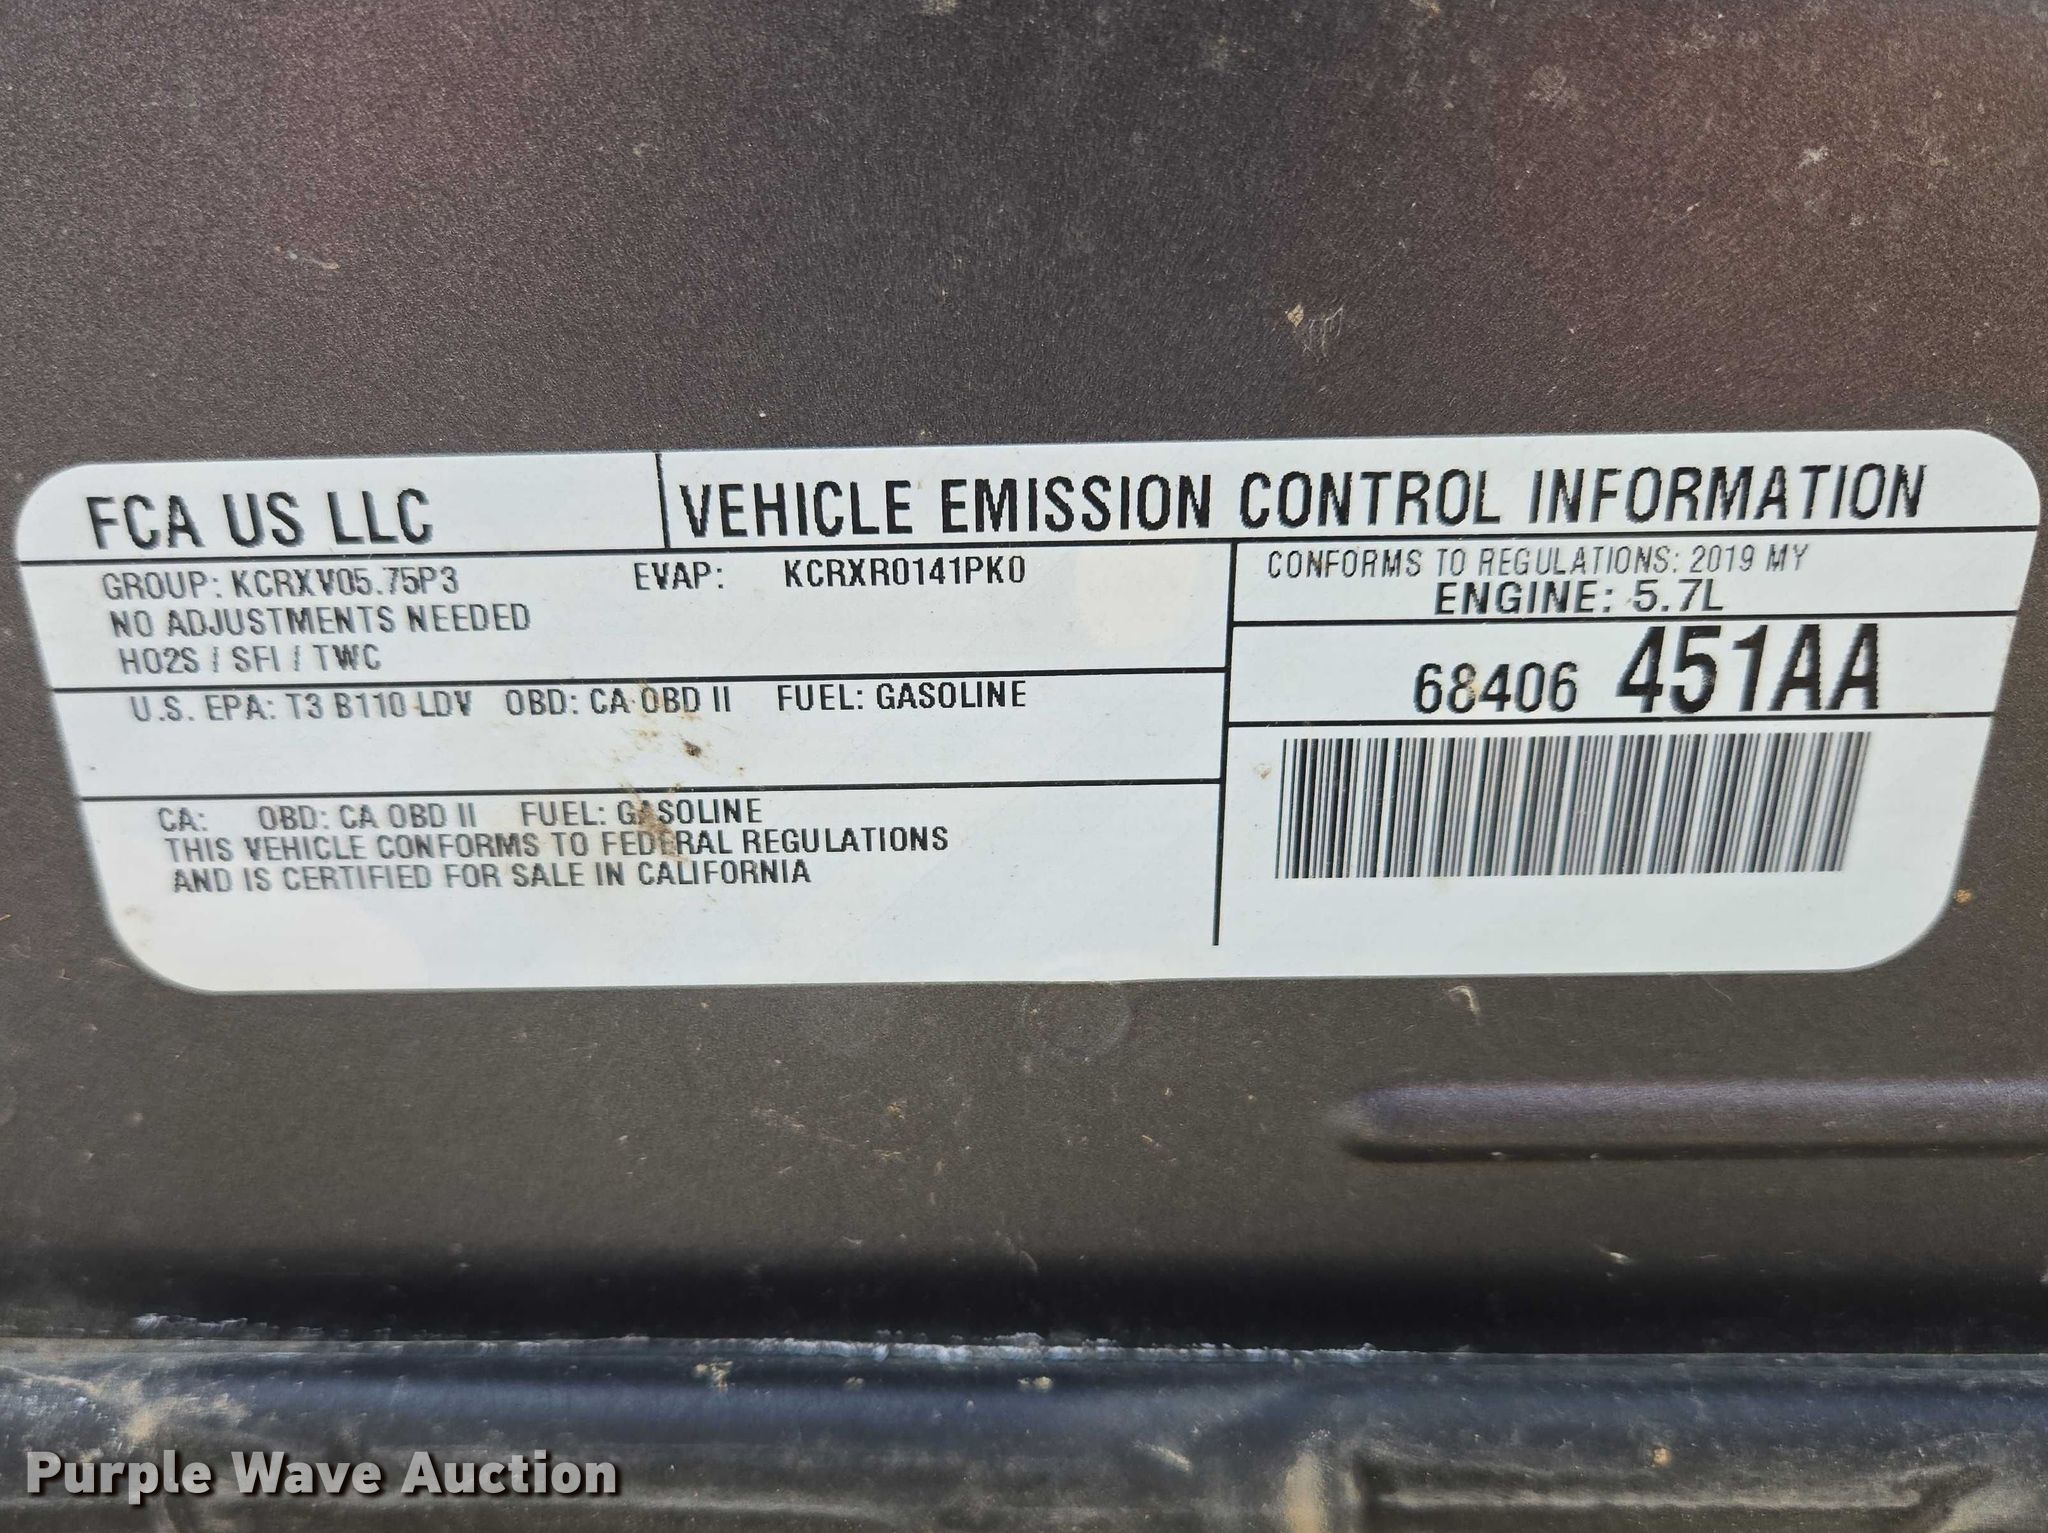 FCA US LLC
VEHICLE EMISSION CONTROL INFORMATION
GROUP: KCRXV05.75P3 EVAP: KCRXR0141PK0
NO ADJUSTMENTS NEEDED
HO2S / SFI / TWC
CONFORMS TO REGULATIONS: 2019 MY
ENGINE: 5.7L
68406 451AA
U.S. EPA: T3 B110 LDV OBD: CA OBD II FUEL: GASOLINE
CA: OBD: CA OBD II FUEL: GASOLINE
THIS VEHICLE CONFORMS TO FEDERAL REGULATIONS
AND IS CERTIFIED FOR SALE IN CALIFORNIA
Purple Wave Auction